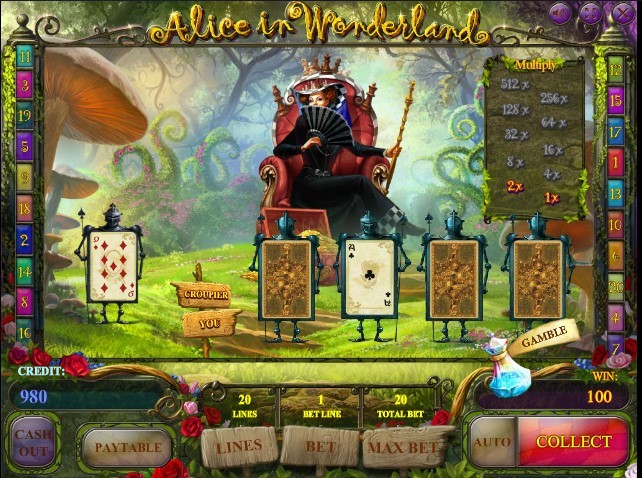 Alice in Wonderland
Multiply
512 x
256 x
128 x
64 x
32 x
16 x
8 x
4 x
2x
1x
11
3
19
5
9
18
2
14
8
16
12
15
17
1
13
10
6
20
4
7
A
A
CROUPIER
YOU
GAMBLE
CREDIT:
980
20
LINES
1
BET LINE
20
TOTAL BET
WIN:
100
CASH
OUT
PAYTABLE
LINES
BET
MAX BET
AUTO
COLLECT